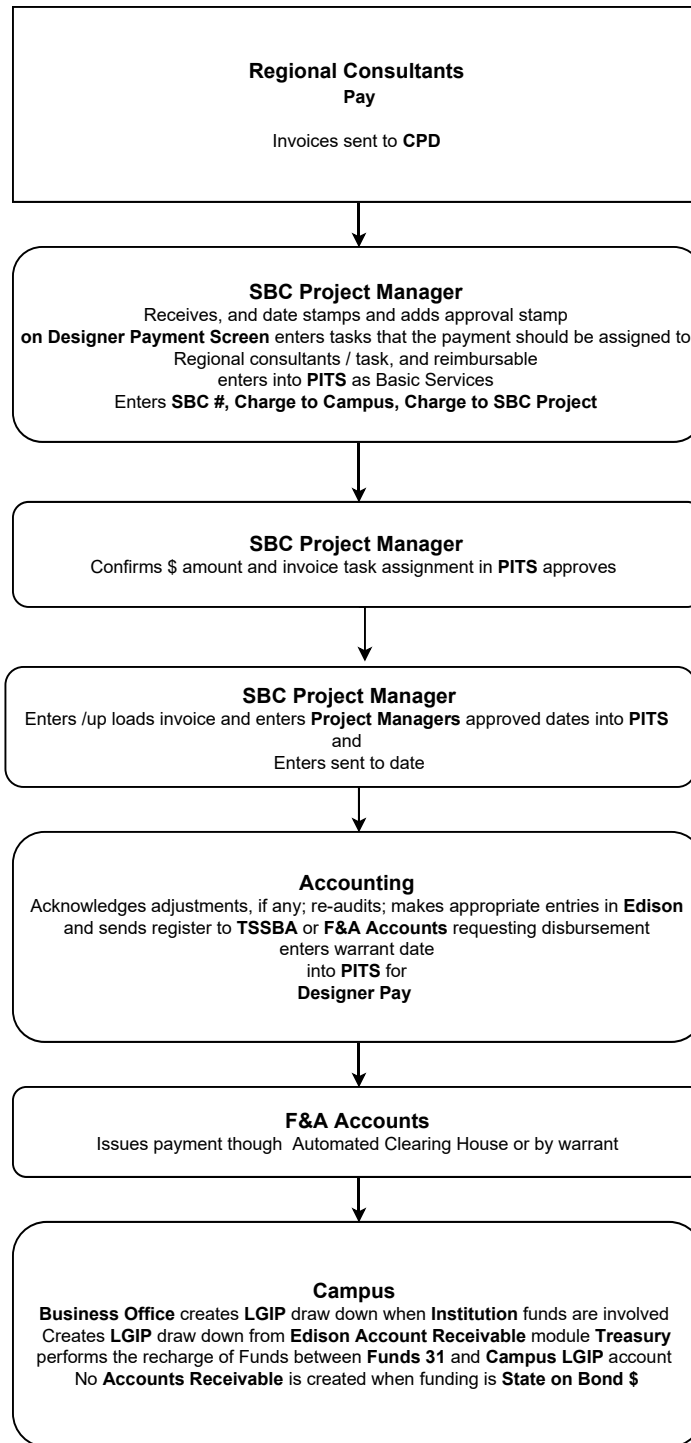 Regional Consultants
Pay
Invoices sent to CPD
SBC Project Manager
Receives, and date stamps and adds approval stamp
on Designer Payment Screen enters tasks that the payment should be assigned to
Regional consultants / task, and reimbursable
enters into PITS as Basic Services
Enters SBC #, Charge to Campus, Charge to SBC Project
SBC Project Manager
Confirms $ amount and invoice task assignment in PITS approves
SBC Project Manager
Enters /up loads invoice and enters Project Managers approved dates into PITS
and
Enters sent to date
Accounting
Acknowledges adjustments, if any; re-audits; makes appropriate entries in Edison
and sends register to TSSBA or F&A Accounts requesting disbursement
enters warrant date
into PITS for
Designer Pay
F&A Accounts
Issues payment though Automated Clearing House or by warrant
Campus
Business Office creates LGIP draw down when Institution funds are involved
Creates LGIP draw down from Edison Account Receivable module Treasury
performs the recharge of Funds between Funds 31 and Campus LGIP account
No Accounts Receivable is created when funding is State on Bond $